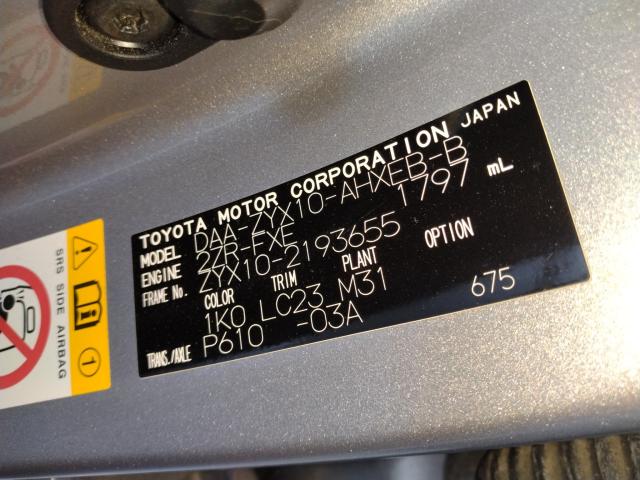 TOYOTA MOTOR CORPORATION JAPAN
MODEL DAA-ZYX10-AHXEB-B
ENGINE 2ZR-FXE 1797 mL
FRAME No. ZYX10-2193655
COLOR TRIM PLANT OPTION
1K0 LC23 M31 675
TRANS./AXLE P610 -03A
SRS SIDE AIRBAG
1